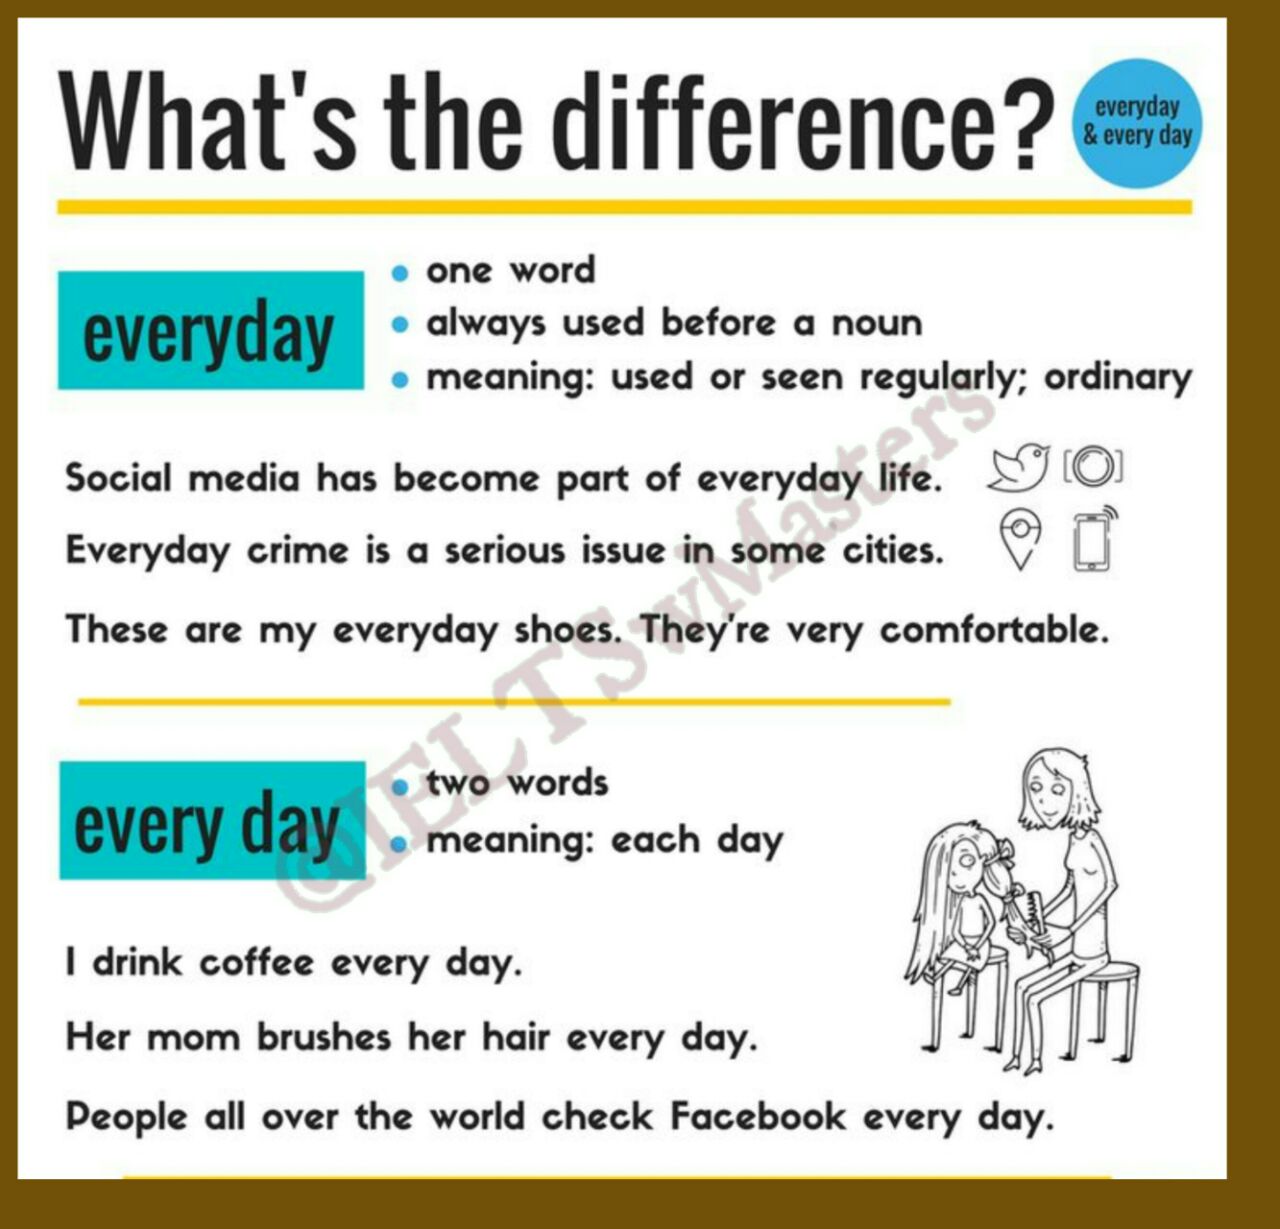 What's the difference?
everyday
& every day
everyday
one word
always used before a noun
meaning: used or seen regularly; ordinary
Social media has become part of everyday life.
Everyday crime is a serious issue in some cities.
These are my everyday shoes. They're very comfortable.
@IELTSwMasters
every day
two words
meaning: each day
I drink coffee every day.
Her mom brushes her hair every day.
People all over the world check Facebook every day.